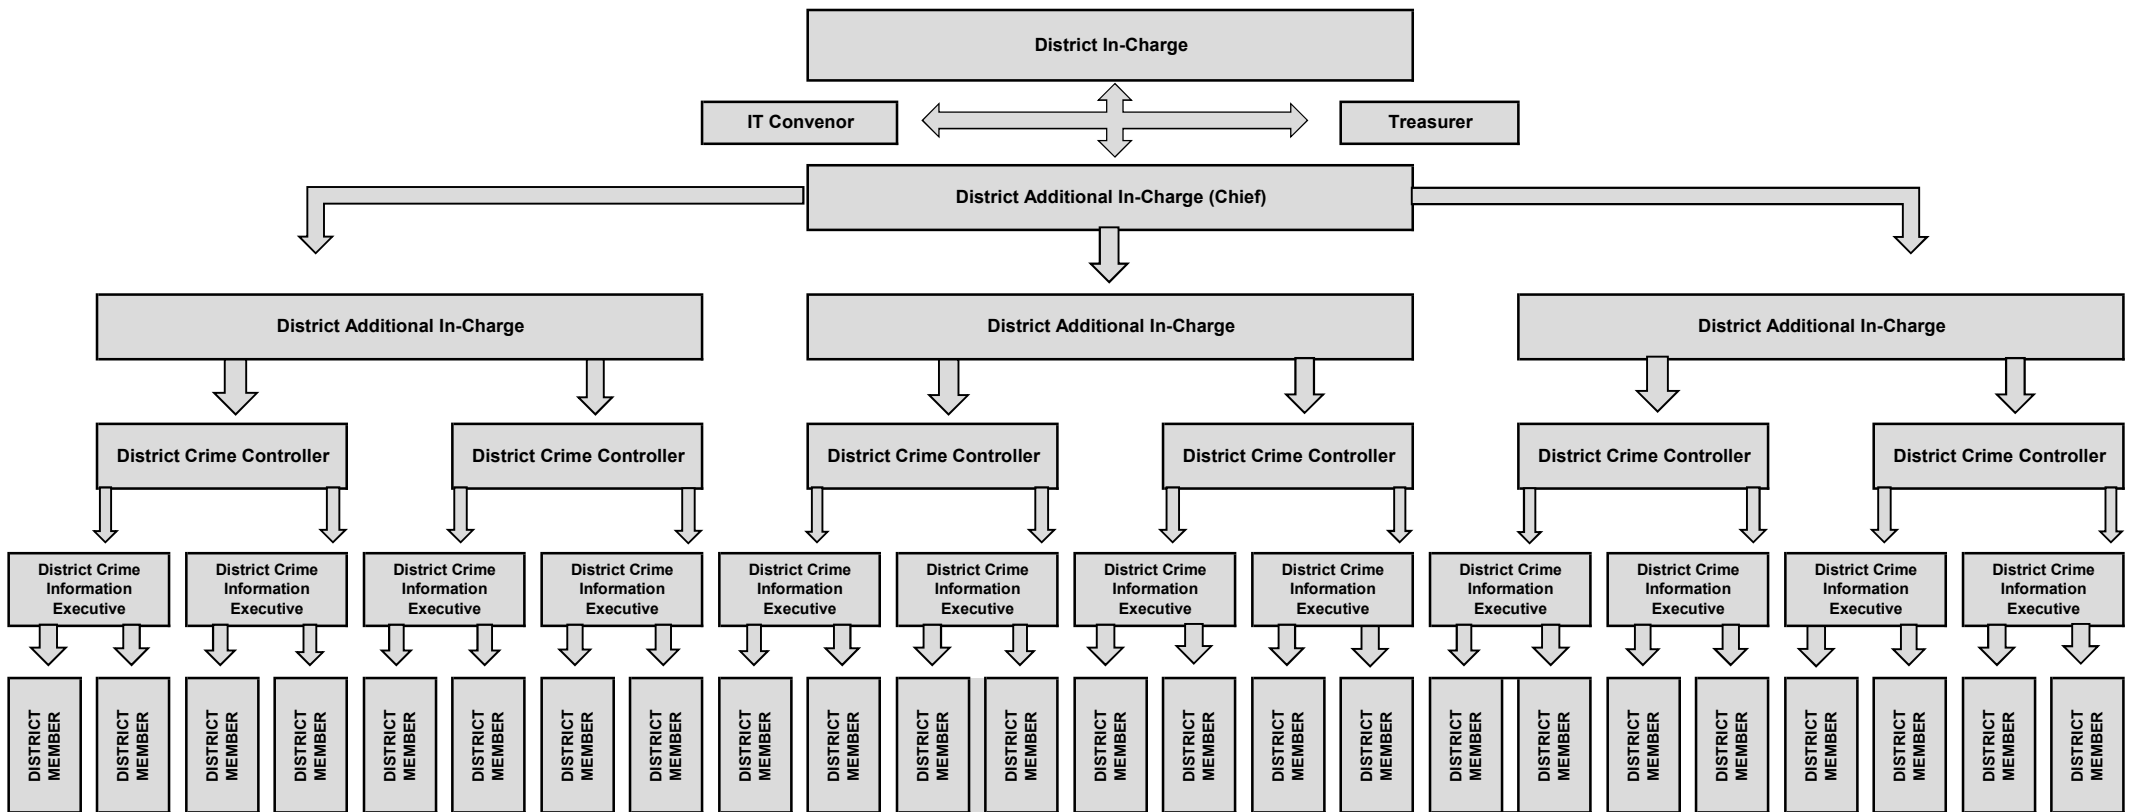 District In-Charge
IT Convenor
Treasurer
District Additional In-Charge (Chief)
District Additional In-Charge
District Additional In-Charge
District Additional In-Charge
District Crime Controller
District Crime Controller
District Crime Controller
District Crime Controller
District Crime Controller
District Crime Controller
District Crime
Information
Executive
District Crime
Information
Executive
District Crime
Information
Executive
District Crime
Information
Executive
District Crime
Information
Executive
District Crime
Information
Executive
District Crime
Information
Executive
District Crime
Information
Executive
District Crime
Information
Executive
District Crime
Information
Executive
District Crime
Information
Executive
District Crime
Information
Executive
DISTRICT
MEMBER
DISTRICT
MEMBER
DISTRICT
MEMBER
DISTRICT
MEMBER
DISTRICT
MEMBER
DISTRICT
MEMBER
DISTRICT
MEMBER
DISTRICT
MEMBER
DISTRICT
MEMBER
DISTRICT
MEMBER
DISTRICT
MEMBER
DISTRICT
MEMBER
DISTRICT
MEMBER
DISTRICT
MEMBER
DISTRICT
MEMBER
DISTRICT
MEMBER
DISTRICT
MEMBER
DISTRICT
MEMBER
DISTRICT
MEMBER
DISTRICT
MEMBER
DISTRICT
MEMBER
DISTRICT
MEMBER
DISTRICT
MEMBER
DISTRICT
MEMBER